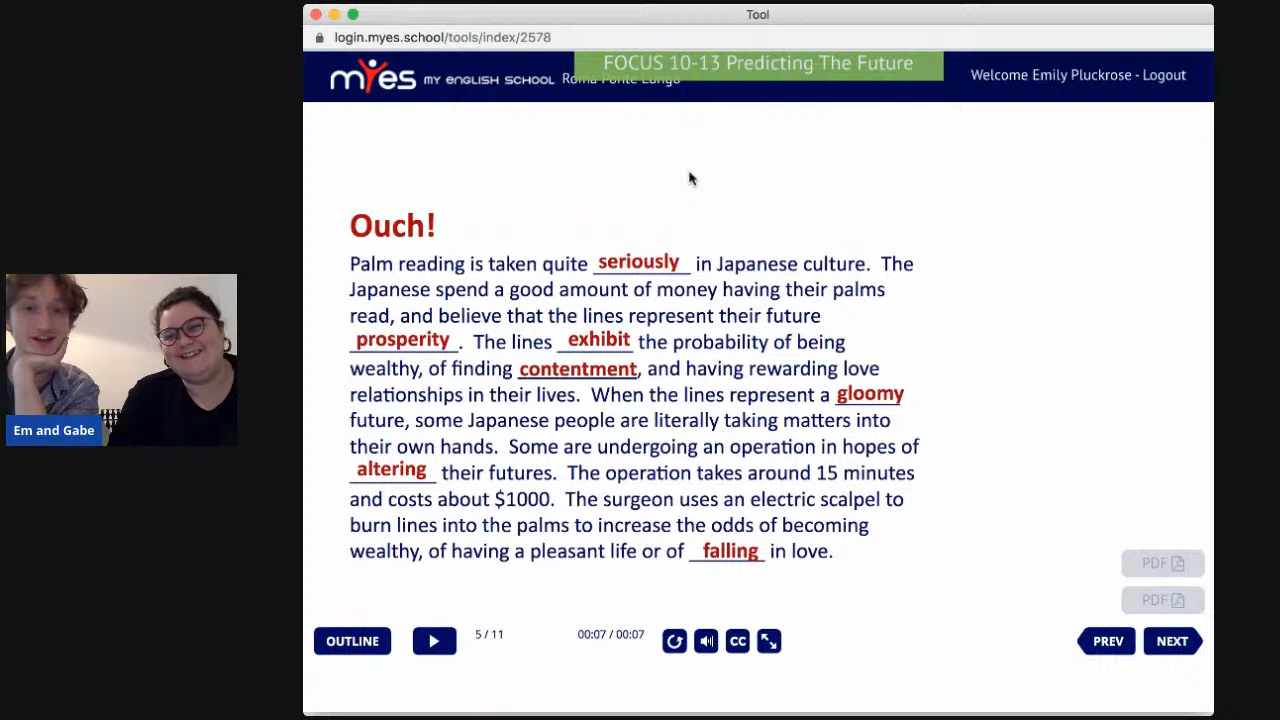 Tool
login.myes.school/tools/index/2578
FOCUS 10-13 Predicting The Future
myes MY ENGLISH SCHOOL Roma Ponte Lungo
Welcome Emily Pluckrose - Logout
Ouch!
Palm reading is taken quite seriously in Japanese culture. The
Japanese spend a good amount of money having their palms
read, and believe that the lines represent their future
prosperity. The lines exhibit the probability of being
wealthy, of finding contentment, and having rewarding love
relationships in their lives. When the lines represent a gloomy
future, some Japanese people are literally taking matters into
their own hands. Some are undergoing an operation in hopes of
altering their futures. The operation takes around 15 minutes
and costs about $1000. The surgeon uses an electric scalpel to
burn lines into the palms to increase the odds of becoming
wealthy, of having a pleasant life or of falling in love.
Em and Gabe
PDF
PDF
OUTLINE 5 / 11 00:07 / 00:07 CC PREV NEXT